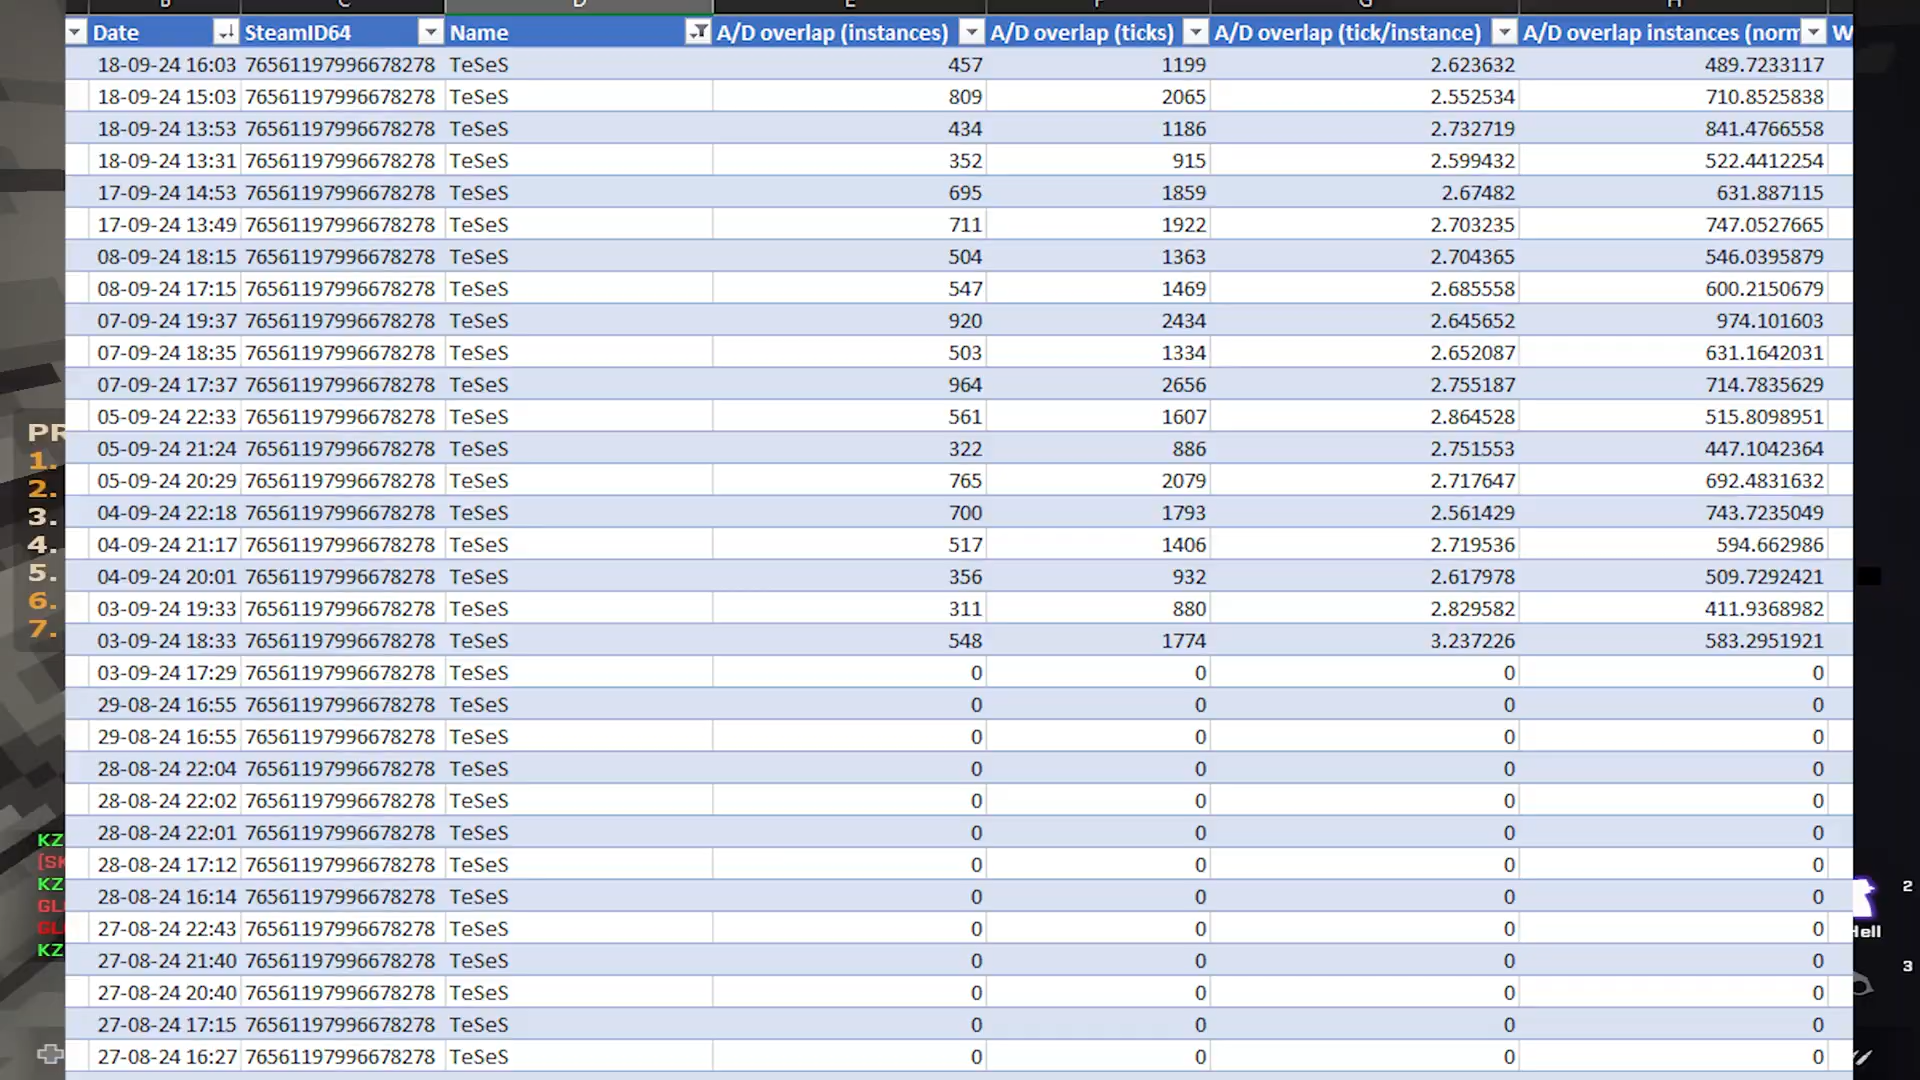 Date SteamID64 Name A/D overlap (instances) A/D overlap (ticks) A/D overlap (tick/instance) A/D overlap instances (norm W
18-09-24 16:03 76561197996678278 TeSeS 457 1199 2.623632 489.7233117
18-09-24 15:03 76561197996678278 TeSeS 809 2065 2.552534 710.8525838
18-09-24 13:53 76561197996678278 TeSeS 434 1186 2.732719 841.4766558
18-09-24 13:31 76561197996678278 TeSeS 352 915 2.599432 522.4412254
17-09-24 14:53 76561197996678278 TeSeS 695 1859 2.67482 631.887115
17-09-24 13:49 76561197996678278 TeSeS 711 1922 2.703235 747.0527665
08-09-24 18:15 76561197996678278 TeSeS 504 1363 2.704365 546.0395879
08-09-24 17:15 76561197996678278 TeSeS 547 1469 2.685558 600.2150679
07-09-24 19:37 76561197996678278 TeSeS 920 2434 2.645652 974.101603
07-09-24 18:35 76561197996678278 TeSeS 503 1334 2.652087 631.1642031
07-09-24 17:37 76561197996678278 TeSeS 964 2656 2.755187 714.7835629
05-09-24 22:33 76561197996678278 TeSeS 561 1607 2.864528 515.8098951
05-09-24 21:24 76561197996678278 TeSeS 322 886 2.751553 447.1042364
05-09-24 20:29 76561197996678278 TeSeS 765 2079 2.717647 692.4831632
04-09-24 22:18 76561197996678278 TeSeS 700 1793 2.561429 743.7235049
04-09-24 21:17 76561197996678278 TeSeS 517 1406 2.719536 594.662986
04-09-24 20:01 76561197996678278 TeSeS 356 932 2.617978 509.7292421
03-09-24 19:33 76561197996678278 TeSeS 311 880 2.829582 411.9368982
03-09-24 18:33 76561197996678278 TeSeS 548 1774 3.237226 583.2951921
03-09-24 17:29 76561197996678278 TeSeS 0 0 0 0
29-08-24 16:55 76561197996678278 TeSeS 0 0 0 0
29-08-24 16:55 76561197996678278 TeSeS 0 0 0 0
28-08-24 22:04 76561197996678278 TeSeS 0 0 0 0
28-08-24 22:02 76561197996678278 TeSeS 0 0 0 0
28-08-24 22:01 76561197996678278 TeSeS 0 0 0 0
28-08-24 17:12 76561197996678278 TeSeS 0 0 0 0
28-08-24 16:14 76561197996678278 TeSeS 0 0 0 0
27-08-24 22:43 76561197996678278 TeSeS 0 0 0 0
27-08-24 21:40 76561197996678278 TeSeS 0 0 0 0
27-08-24 20:40 76561197996678278 TeSeS 0 0 0 0
27-08-24 17:15 76561197996678278 TeSeS 0 0 0 0
27-08-24 16:27 76561197996678278 TeSeS 0 0 0 0
PR
1.
2.
3.
4.
5.
6.
7.
KZ
[SK
KZ
GL
GL
KZ
2
Hell
3